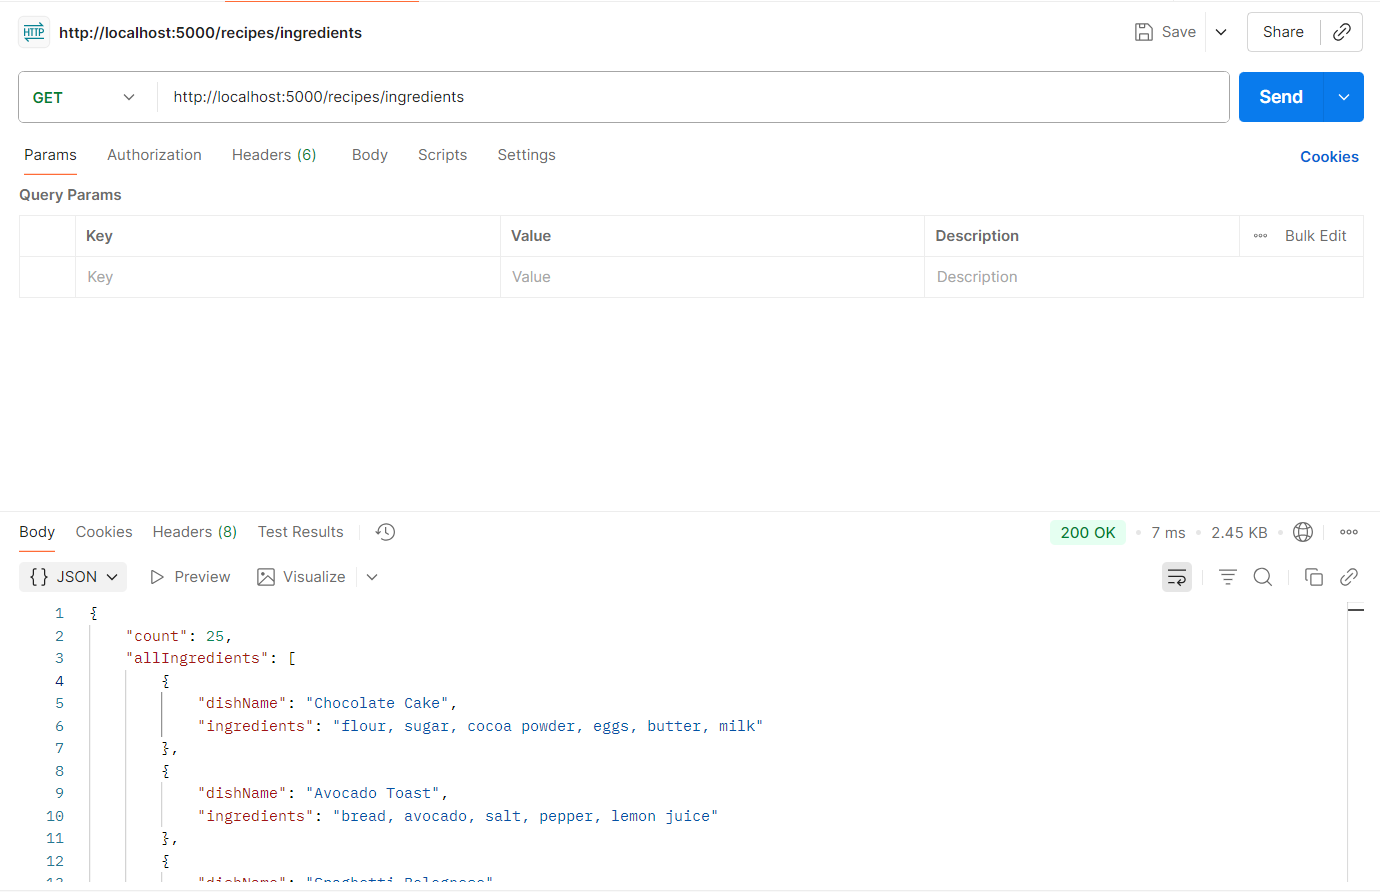 HTTP http://localhost:5000/recipes/ingredients Save Share
GET http://localhost:5000/recipes/ingredients Send
Params Authorization Headers (6) Body Scripts Settings Cookies
Query Params
Key Value Description Bulk Edit
Key Value Description
Body Cookies Headers (8) Test Results 200 OK 7 ms 2.45 KB
{} JSON Preview Visualize
1 {
2 "count": 25,
3 "allIngredients": [
4 {
5 "dishName": "Chocolate Cake",
6 "ingredients": "flour, sugar, cocoa powder, eggs, butter, milk"
7 },
8 {
9 "dishName": "Avocado Toast",
10 "ingredients": "bread, avocado, salt, pepper, lemon juice"
11 },
12 {
13 "dishName": "Spaghetti Bolognese"